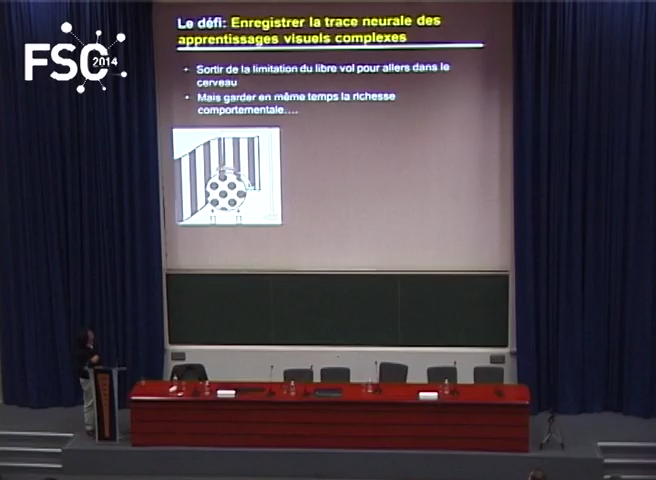 FSC 2014
Le défi: Enregistrer la trace neurale des
apprentissages visuels complexes
• Sortir de la limitation du libre vol pour allers dans le
cerveau
• Mais garder en même temps la richesse
comportementale….